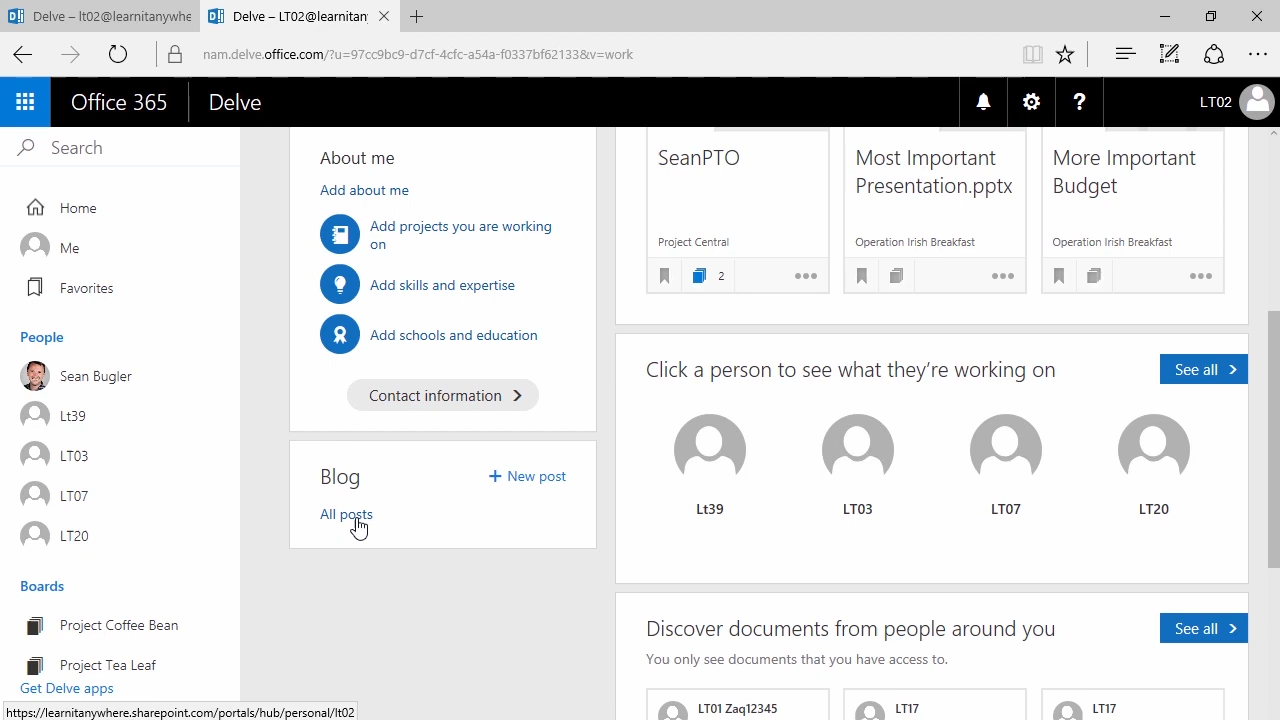 Delve – lt02@learnitanywhe
Delve – LT02@learnitany
nam.delve.office.com/?u=97cc9bc9-d7cf-4cfc-a54a-f0337bf62133&v=work
Office 365
Delve
LT02
Search
Home
Me
Favorites
People
Sean Bugler
Lt39
LT03
LT07
LT20
Boards
Project Coffee Bean
Project Tea Leaf
Get Delve apps
About me
Add about me
Add projects you are working
on
Add skills and expertise
Add schools and education
Contact information
Blog
+ New post
All posts
SeanPTO
Project Central
2
Most Important
Presentation.pptx
Operation Irish Breakfast
More Important
Budget
Operation Irish Breakfast
Click a person to see what they're working on
See all
Lt39
LT03
LT07
LT20
Discover documents from people around you
See all
You only see documents that you have access to.
LT01 Zaq12345
LT17
LT17
https://learnitanywhere.sharepoint.com/portals/hub/personal/lt02